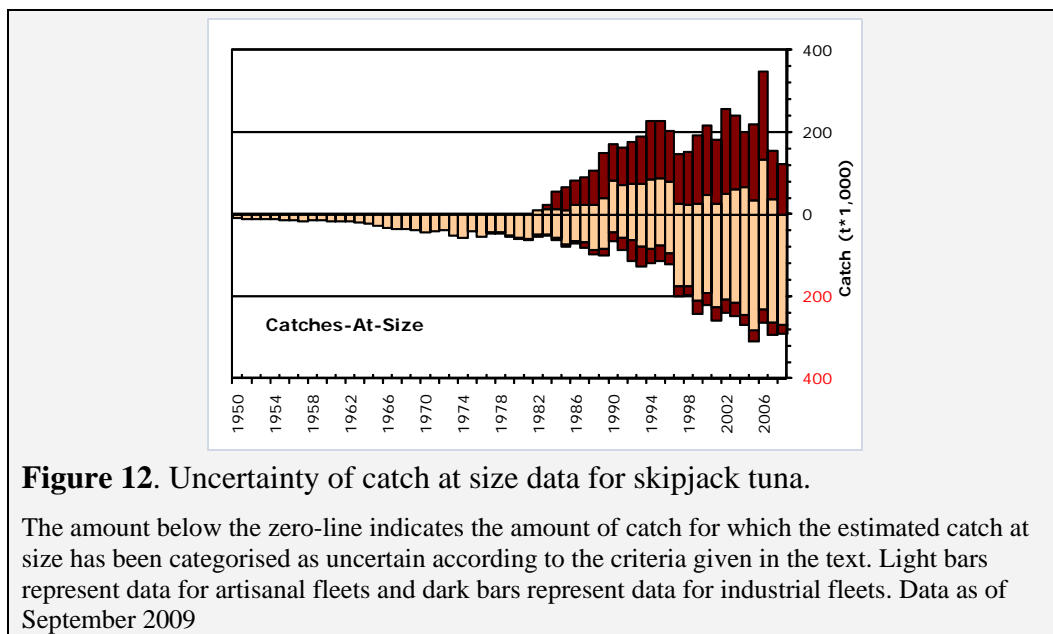 400
200
0
200
400
Catch (t*1,000)
Catches-At-Size
1950
1954
1958
1962
1966
1970
1974
1978
1982
1986
1990
1994
1998
2002
2006
Figure 12. Uncertainty of catch at size data for skipjack tuna.
The amount below the zero-line indicates the amount of catch for which the estimated catch at
size has been categorised as uncertain according to the criteria given in the text. Light bars
represent data for artisanal fleets and dark bars represent data for industrial fleets. Data as of
September 2009